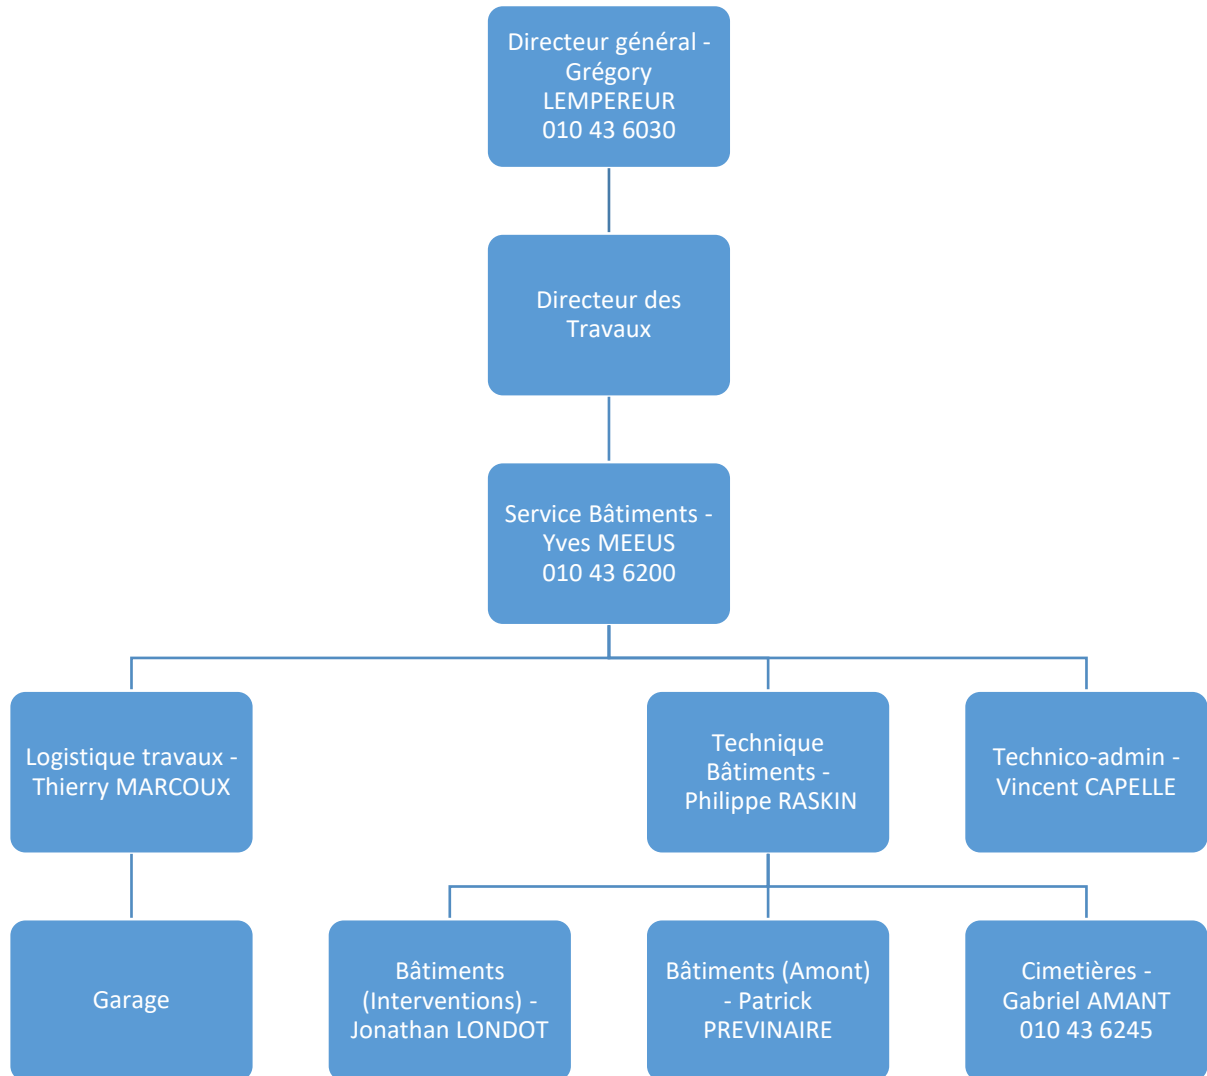 Directeur général -
Grégory
LEMPEREUR
010 43 6030
Directeur des
Travaux
Service Bâtiments -
Yves MEEUS
010 43 6200
Logistique travaux -
Thierry MARCOUX
Technique
Bâtiments -
Philippe RASKIN
Technico-admin -
Vincent CAPELLE
Garage
Bâtiments
(Interventions) -
Jonathan LONDOT
Bâtiments (Amont)
- Patrick
PREVINAIRE
Cimetières -
Gabriel AMANT
010 43 6245